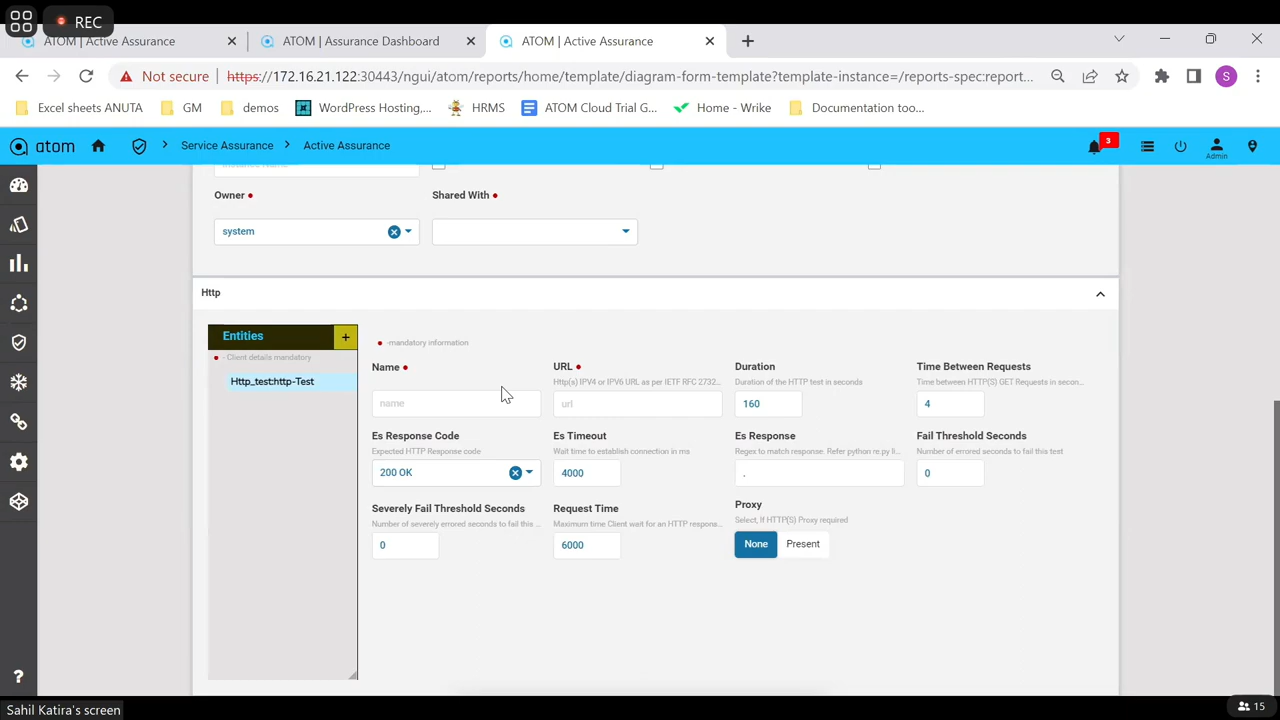 REC
ATOM | Active Assurance
ATOM | Assurance Dashboard
ATOM | Active Assurance
Not secure
https://172.16.21.122:30443/ngui/atom/reports/home/template/diagram-form-template?template-instance=/reports-spec:report...
S
Excel sheets ANUTA
GM
demos
WordPress Hosting,...
HRMS
ATOM Cloud Trial G...
Home - Wrike
Documentation too...
atom
Service Assurance
Active Assurance
3
Admin
Instance Name
Owner
Shared With
system
Http
Entities
+
- Client details mandatory
Http_test:http-Test
-mandatory information
Name
URL
Duration
Time Between Requests
Http(s) IPV4 or IPV6 URL as per IETF RFC 2732...
Duration of the HTTP test in seconds
Time between HTTP(S) GET Requests in secon...
name
url
160
4
Es Response Code
Es Timeout
Es Response
Fail Threshold Seconds
Expected HTTP Response code
Wait time to establish connection in ms
Regex to match response. Refer python re.py li...
Number of errored seconds to fail this test
200 OK
4000
.
0
Severely Fail Threshold Seconds
Request Time
Proxy
Number of severely errored seconds to fail this ...
Maximum time Client wait for an HTTP respons...
Select, If HTTP(S) Proxy required
0
6000
None
Present
?
Sahil Katira's screen
15